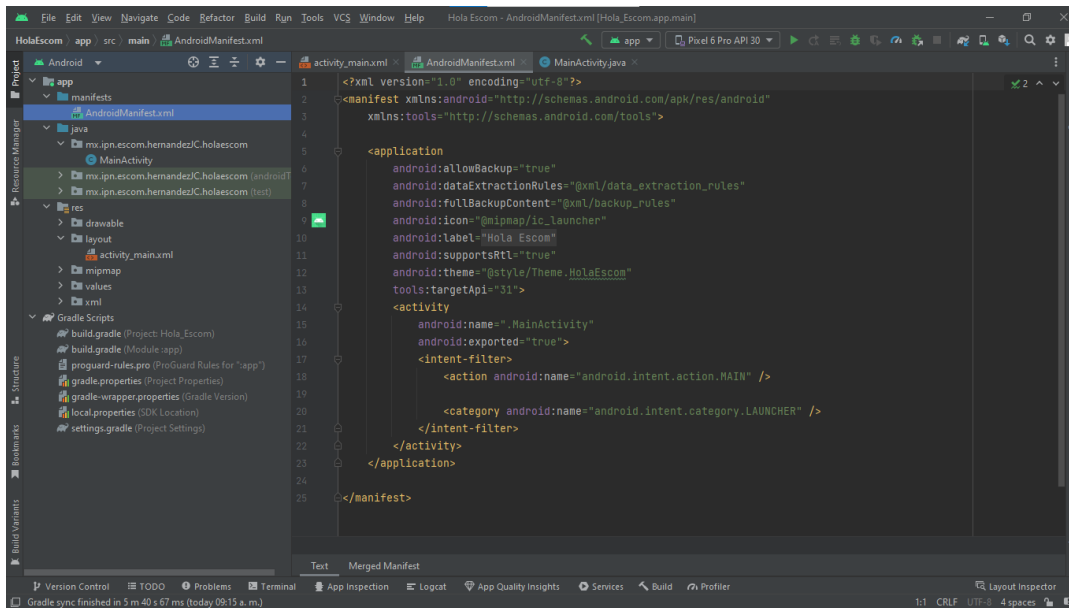 File Edit View Navigate Code Refactor Build Run Tools VCS Window Help Hola Escom - AndroidManifest.xml [Hola_Escom.app.main]
HolaEscom app src main AndroidManifest.xml app Pixel 6 Pro API 30
Project
Resource Manager
Structure
Bookmarks
Build Variants
Android
app
manifests
AndroidManifest.xml
java
mx.ipn.escom.hernandezJC.holaescom
MainActivity
mx.ipn.escom.hernandezJC.holaescom (androidT
mx.ipn.escom.hernandezJC.holaescom (test)
res
drawable
layout
activity_main.xml
mipmap
values
xml
Gradle Scripts
build.gradle (Project: Hola_Escom)
build.gradle (Module :app)
proguard-rules.pro (ProGuard Rules for ":app")
gradle.properties (Project Properties)
gradle-wrapper.properties (Gradle Version)
local.properties (SDK Location)
settings.gradle (Project Settings)
activity_main.xml AndroidManifest.xml MainActivity.java
2
1 <?xml version="1.0" encoding="utf-8"?>
2 <manifest xmlns:android="http://schemas.android.com/apk/res/android"
3 xmlns:tools="http://schemas.android.com/tools">
4
5 <application
6 android:allowBackup="true"
7 android:dataExtractionRules="@xml/data_extraction_rules"
8 android:fullBackupContent="@xml/backup_rules"
9 android:icon="@mipmap/ic_launcher"
10 android:label="Hola Escom"
11 android:supportsRtl="true"
12 android:theme="@style/Theme.HolaEscom"
13 tools:targetApi="31">
14 <activity
15 android:name=".MainActivity"
16 android:exported="true">
17 <intent-filter>
18 <action android:name="android.intent.action.MAIN" />
19
20 <category android:name="android.intent.category.LAUNCHER" />
21 </intent-filter>
22 </activity>
23 </application>
24
25 </manifest>
Text Merged Manifest
Version Control TODO Problems Terminal App Inspection Logcat App Quality Insights Services Build Profiler Layout Inspector
Gradle sync finished in 5 m 40 s 67 ms (today 09:15 a. m.) 1:1 CRLF UTF-8 4 spaces